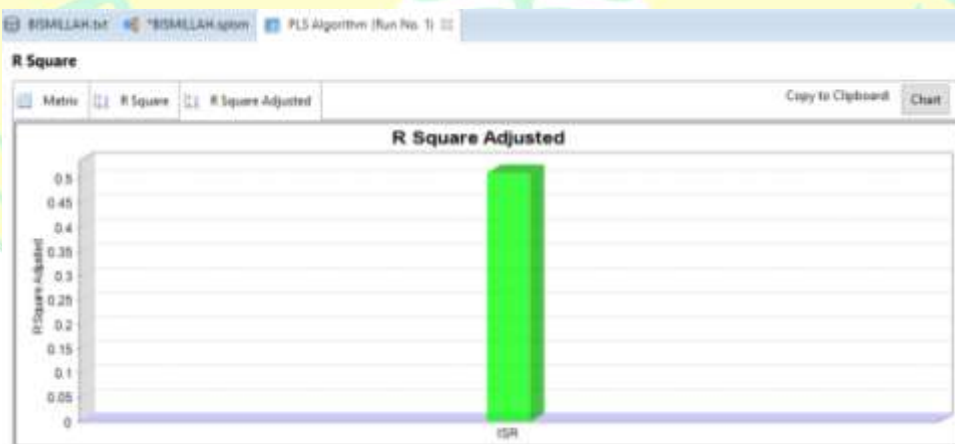 BISMILLAH.txt *BISMILLAH.splsm PLS Algorithm (Run No. 1)
R Square
Matrix R Square R Square Adjusted Copy to Clipboard: Chart
R Square Adjusted
0.5
0.45
0.4
0.35
0.3
0.25
0.2
0.15
0.1
0.05
0
R Square Adjusted
ISR